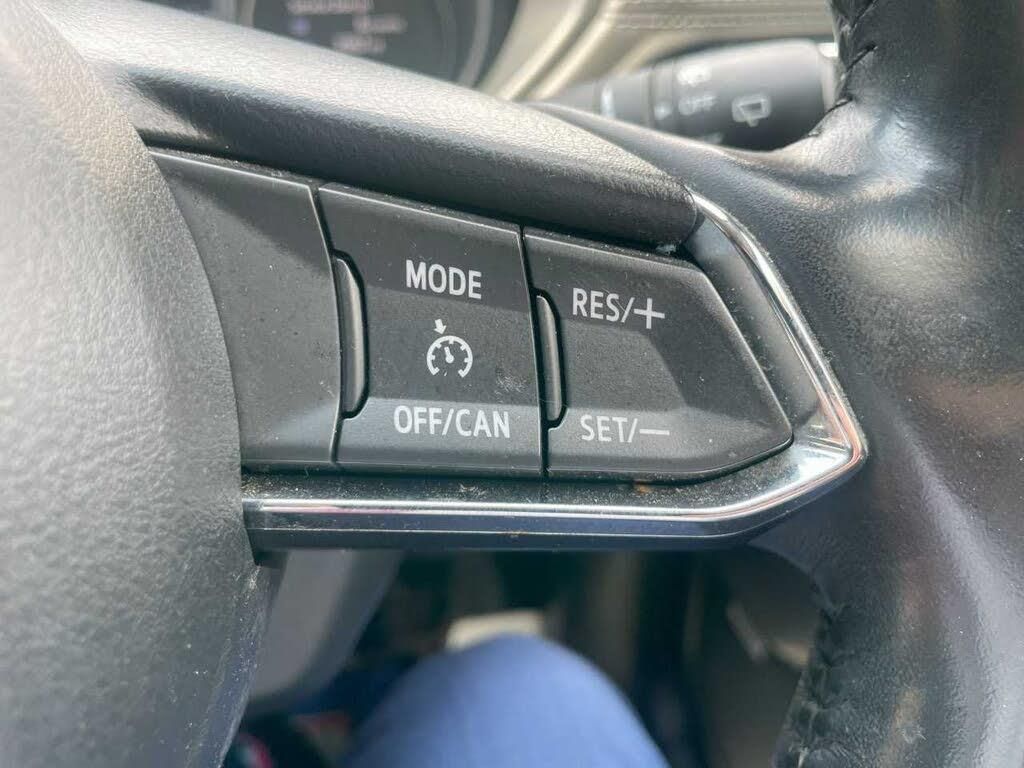 OFF
MODE
RES/+
OFF/CAN
SET/—